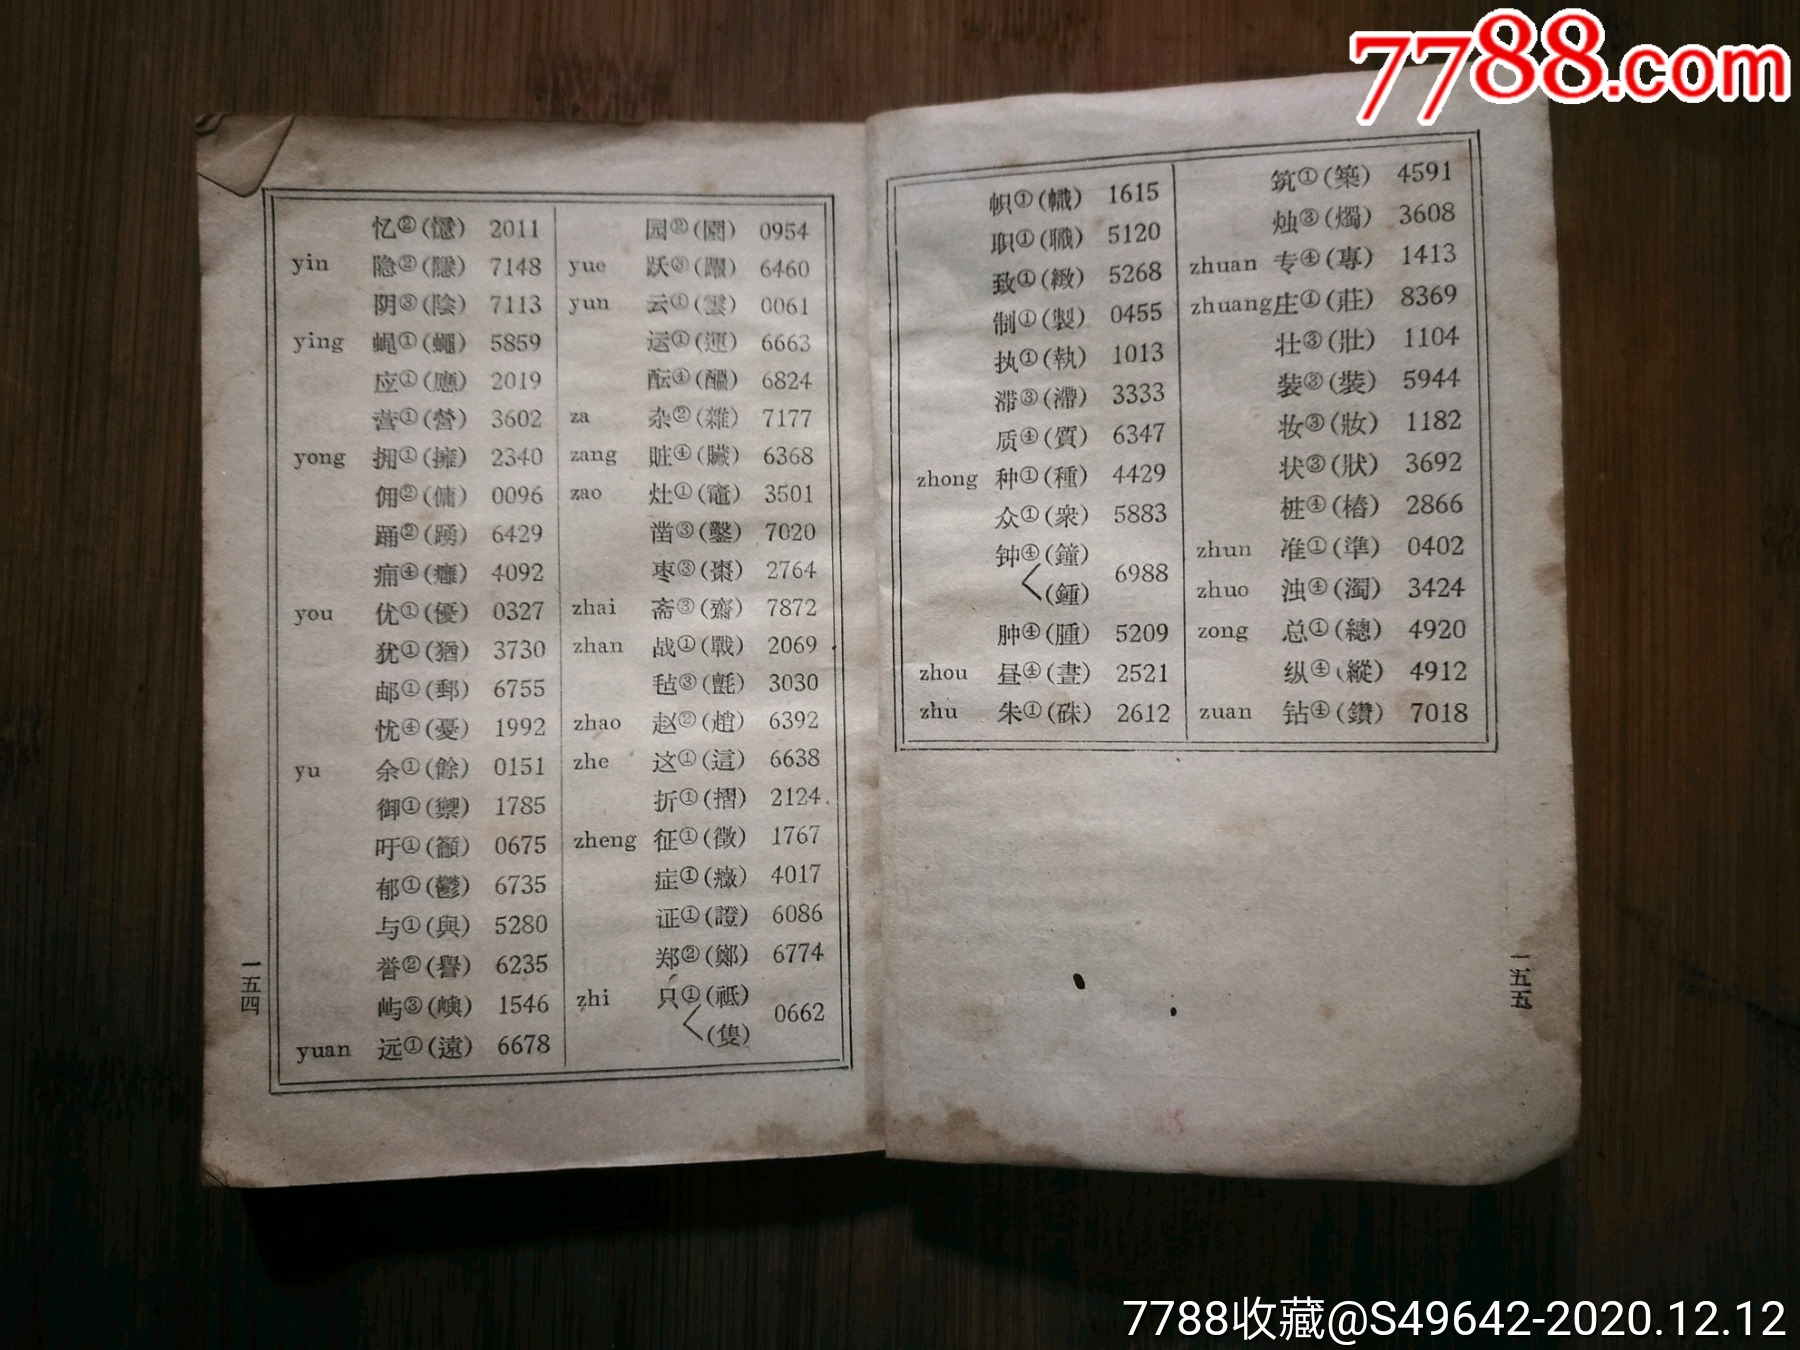 7788.com
忆②(憶) 2011
yin 隐②(隱) 7148
阴③(陰) 7113
ying 蝇①(蠅) 5859
应①(應) 2019
营①(營) 3602
yong 拥①(擁) 2340
佣②(傭) 0096
踊②(踴) 6429
痈④(癰) 4092
you 优①(優) 0327
犹①(猶) 3730
邮①(郵) 6755
忧④(憂) 1992
yu 余①(餘) 0151
御①(禦) 1785
吁①(籲) 0675
郁①(鬱) 6735
与①(與) 5280
誉②(譽) 6235
屿③(嶼) 1546
yuan 远①(遠) 6678
一五四
园②(園) 0954
yue 跃③(躍) 6460
yun 云①(雲) 0061
运①(運) 6663
酝④(醞) 6824
za 杂②(雜) 7177
zang 赃④(贜) 6368
zao 灶①(竈) 3501
凿③(鑿) 7020
枣③(棗) 2764
zhai 斋③(齋) 7872
zhan 战①(戰) 2069
毡③(氈) 3030
zhao 赵②(趙) 6392
zhe 这①(這) 6638
折①(摺) 2124
zheng 征①(徵) 1767
症①(癥) 4017
证①(證) 6086
郑②(鄭) 6774
zhi 只①(祇) 0662
(隻)
帜①(幟) 1615
职①(職) 5120
致①(緻) 5268
制①(製) 0455
执①(執) 1013
滞③(滯) 3333
质④(質) 6347
zhong 种①(種) 4429
众①(衆) 5883
钟④(鐘) 6988
(鍾)
肿④(腫) 5209
zhou 昼④(晝) 2521
zhu 朱①(硃) 2612
筑①(築) 4591
烛③(燭) 3608
zhuan 专④(專) 1413
zhuang 庄①(莊) 8369
壮③(壯) 1104
装③(裝) 5944
妆③(妝) 1182
状③(狀) 3692
桩④(樁) 2866
zhun 准①(準) 0402
zhuo 浊④(濁) 3424
zong 总①(總) 4920
纵④(縱) 4912
zuan 钻④(鑽) 7018
一五五
7788收藏@S49642-2020.12.12